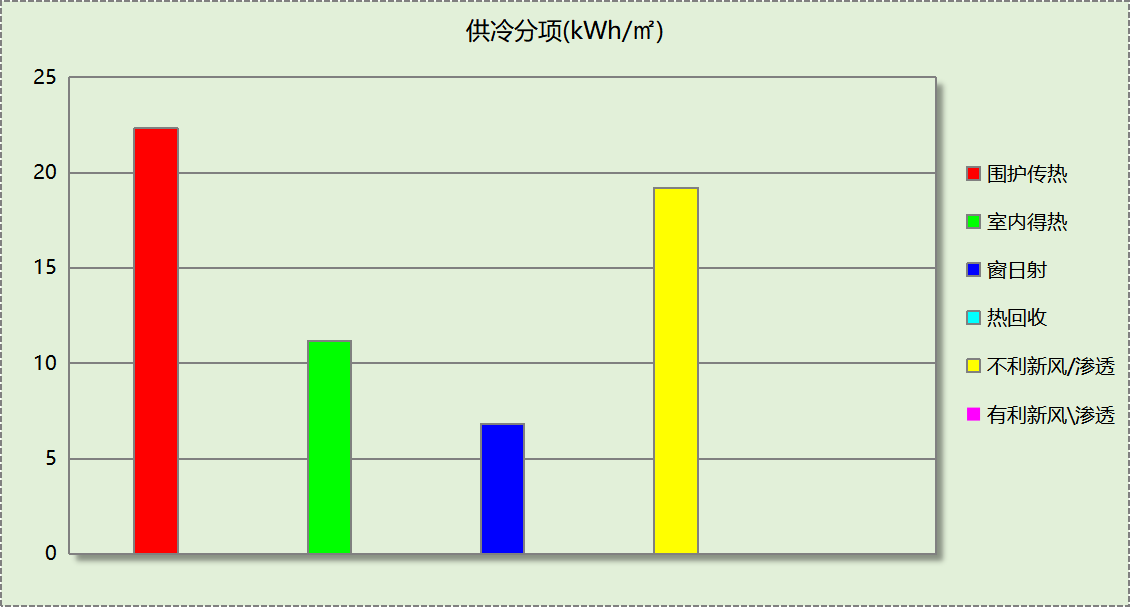 供冷分项(kWh/㎡)
25
20
15
10
5
0
围护传热
室内得热
窗日射
热回收
不利新风/渗透
有利新风\渗透